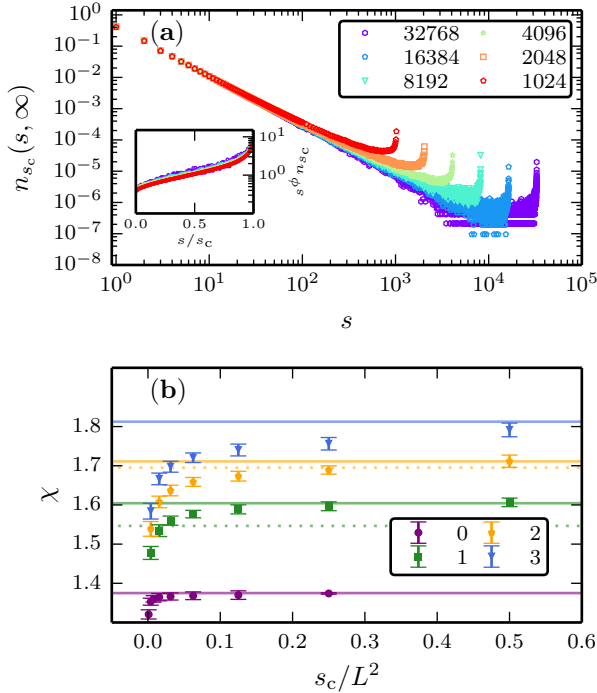 (a)
32768 4096
16384 2048
8192 1024
10^1
10^0
10^-1
10^-2
10^-3
10^-4
10^-5
10^-6
10^-7
10^-8
n_{s_c}(s, ∞)
10^1
10^0
s^ϕ n_{s_c}
0.0 0.5 1.0
s/s_c
10^0 10^1 10^2 10^3 10^4 10^5
s
(b)
1.8
1.7
1.6
1.5
1.4
χ
0 2
1 3
0.0 0.1 0.2 0.3 0.4 0.5 0.6
s_c/L^2